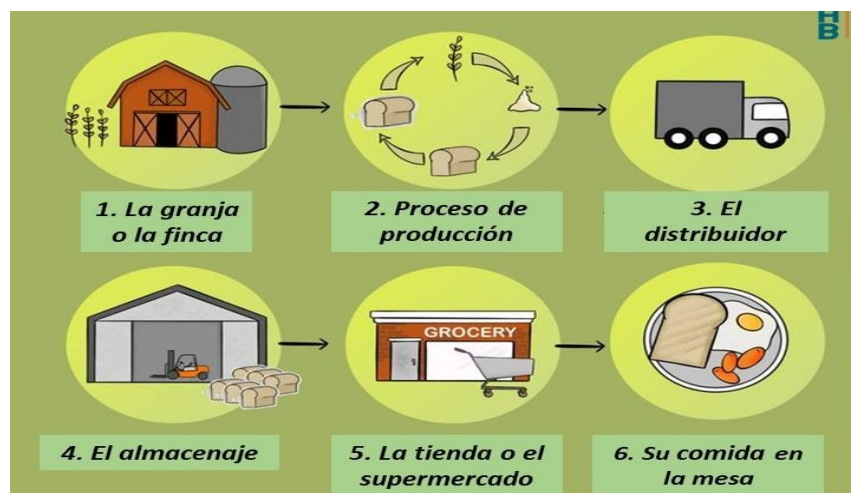 HB
1. La granja
o la finca
2. Proceso de
producción
3. El
distribuidor
4. El almacenaje
GROCERY
5. La tienda o el
supermercado
6. Su comida en
la mesa